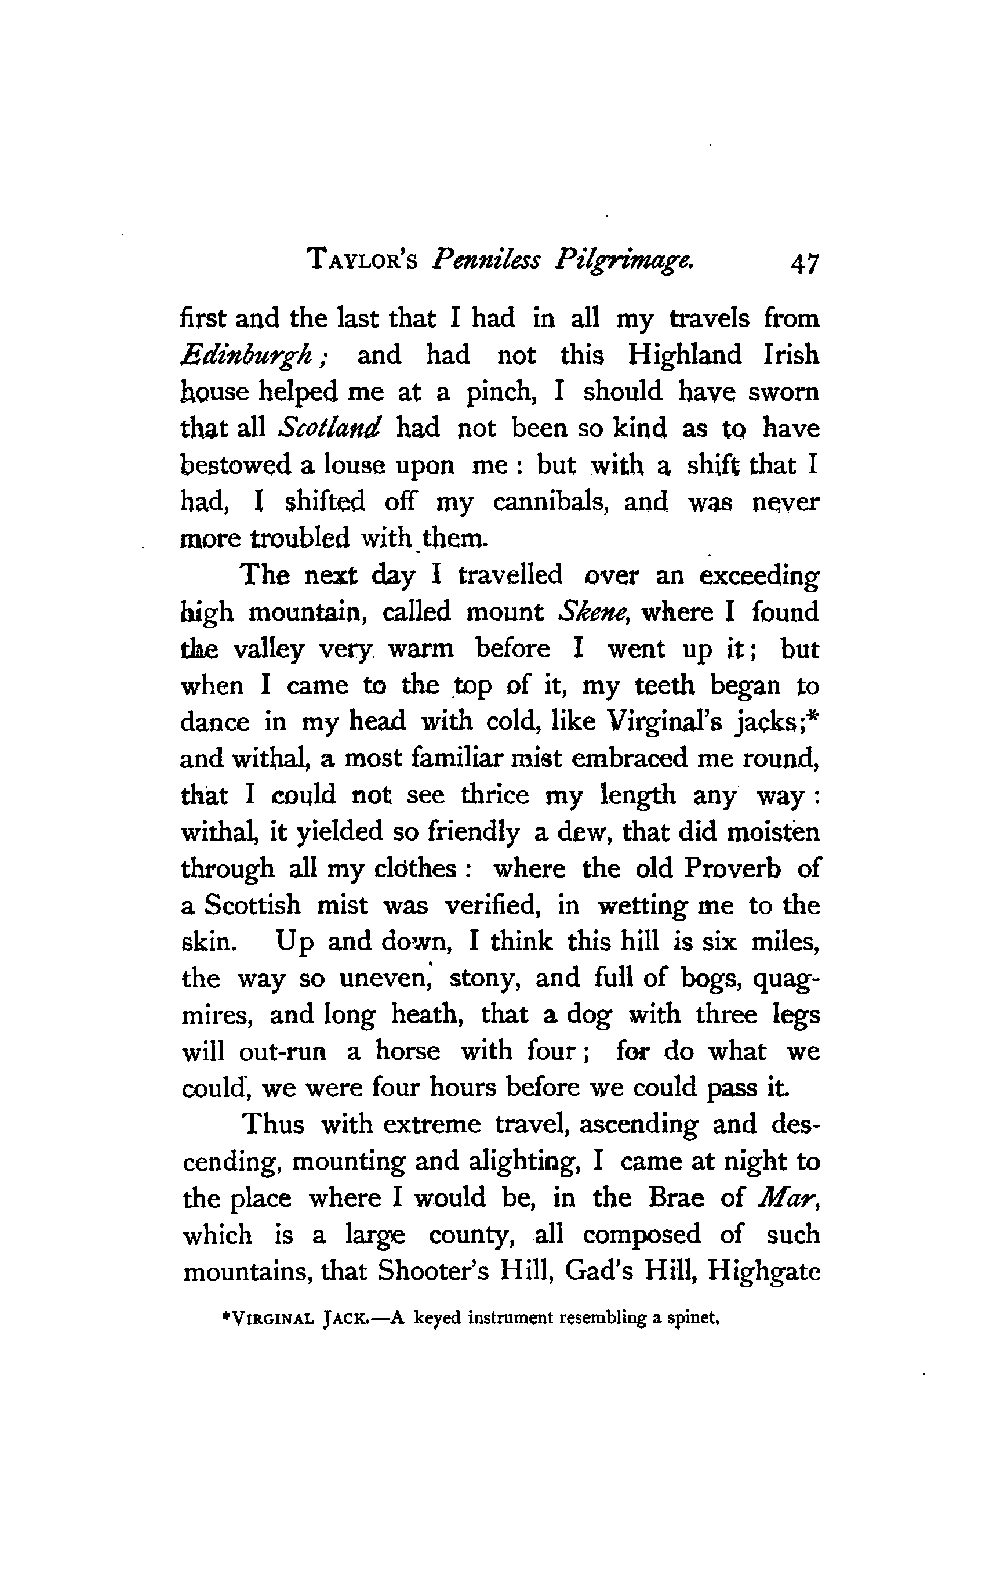 TAYLOR'S Penniless Pilgrimage. 47
first and the last that I had in all my travels from
Edinburgh; and had not this Highland Irish
house helped me at a pinch, I should have sworn
that all Scotland had not been so kind as to have
bestowed a louse upon me : but with a shift that I
had, I shifted off my cannibals, and was never
more troubled with them.
The next day I travelled over an exceeding
high mountain, called mount Skene, where I found
the valley very warm before I went up it; but
when I came to the top of it, my teeth began to
dance in my head with cold, like Virginal's jacks;*
and withal, a most familiar mist embraced me round,
that I could not see thrice my length any way :
withal, it yielded so friendly a dew, that did moisten
through all my clothes : where the old Proverb of
a Scottish mist was verified, in wetting me to the
skin. Up and down, I think this hill is six miles,
the way so uneven, stony, and full of bogs, quag-
mires, and long heath, that a dog with three legs
will out-run a horse with four; for do what we
could, we were four hours before we could pass it.
Thus with extreme travel, ascending and des-
cending, mounting and alighting, I came at night to
the place where I would be, in the Brae of Mar,
which is a large county, all composed of such
mountains, that Shooter's Hill, Gad's Hill, Highgate
*VIRGINAL JACK.—A keyed instrument resembling a spinet.